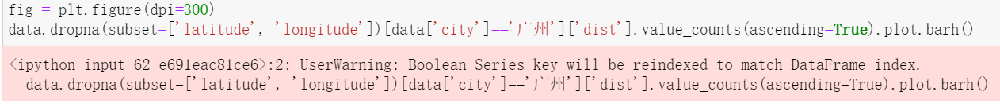 fig = plt.figure(dpi=300)
data.dropna(subset=['latitude', 'longitude'])[data['city']=='广州']['dist'].value_counts(ascending=True).plot.barh()
<ipython-input-62-e691eac81ce6>:2: UserWarning: Boolean Series key will be reindexed to match DataFrame index.
  data.dropna(subset=['latitude', 'longitude'])[data['city']=='广州']['dist'].value_counts(ascending=True).plot.barh()